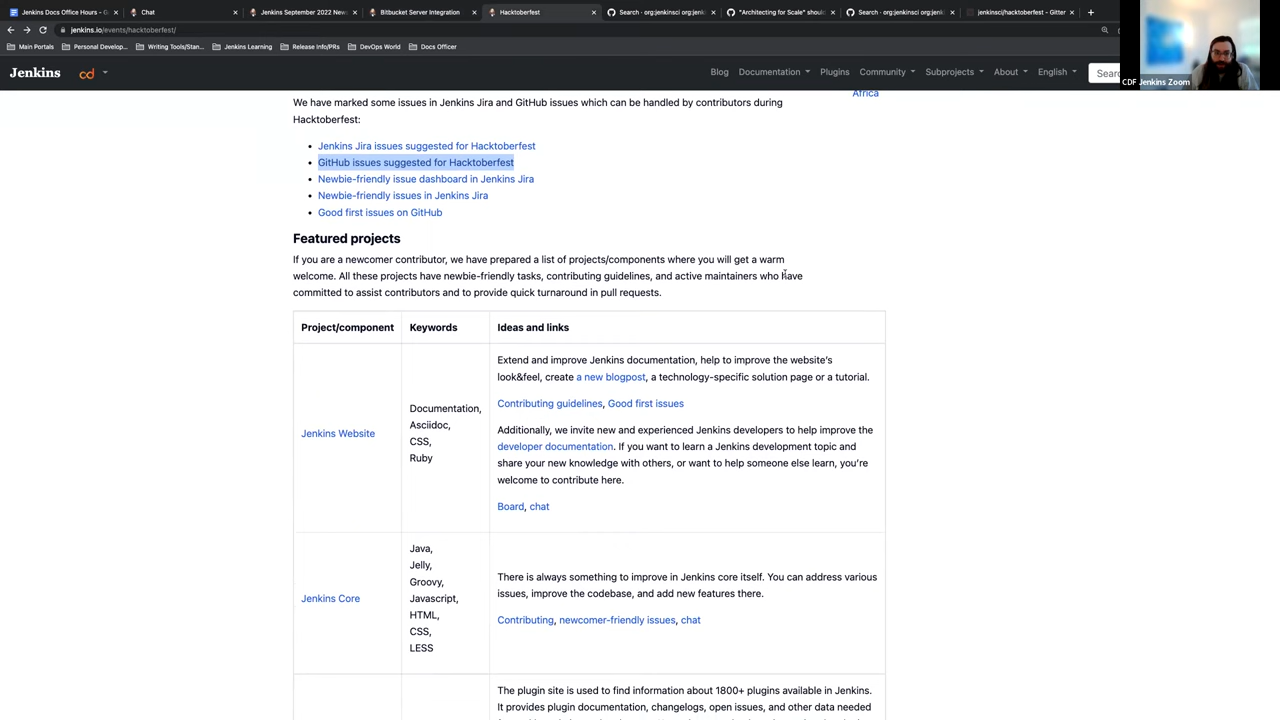 Jenkins Docs Office Hours - G
Chat
Jenkins September 2022 New
Bitbucket Server Integration
Hacktoberfest
Search - org:jenkinsci org:jen
"Architecting for Scale" shou
Search - org:jenkinsci org:jen
jenkinsci/hacktoberfest - Gitter
jenkins.io/events/hacktoberfest/
Main Portals
Personal Develop...
Writing Tools/Stan...
Jenkins Learning
Release Info/PRs
DevOps World
Docs Officer
Jenkins
cd
Blog
Documentation
Plugins
Community
Subprojects
About
English
Searc
CDF Jenkins Zoom
Africa
We have marked some issues in Jenkins Jira and GitHub issues which can be handled by contributors during
Hacktoberfest:
Jenkins Jira issues suggested for Hacktoberfest
GitHub issues suggested for Hacktoberfest
Newbie-friendly issue dashboard in Jenkins Jira
Newbie-friendly issues in Jenkins Jira
Good first issues on GitHub
Featured projects
If you are a newcomer contributor, we have prepared a list of projects/components where you will get a warm
welcome. All these projects have newbie-friendly tasks, contributing guidelines, and active maintainers who have
committed to assist contributors and to provide quick turnaround in pull requests.
Project/component
Keywords
Ideas and links
Jenkins Website
Documentation,
Asciidoc,
CSS,
Ruby
Extend and improve Jenkins documentation, help to improve the website's
look&feel, create a new blogpost, a technology-specific solution page or a tutorial.
Contributing guidelines, Good first issues
Additionally, we invite new and experienced Jenkins developers to help improve the
developer documentation. If you want to learn a Jenkins development topic and
share your new knowledge with others, or want to help someone else learn, you're
welcome to contribute here.
Board, chat
Jenkins Core
Java,
Jelly,
Groovy,
Javascript,
HTML,
CSS,
LESS
There is always something to improve in Jenkins core itself. You can address various
issues, improve the codebase, and add new features there.
Contributing, newcomer-friendly issues, chat
The plugin site is used to find information about 1800+ plugins available in Jenkins.
It provides plugin documentation, changelogs, open issues, and other data needed